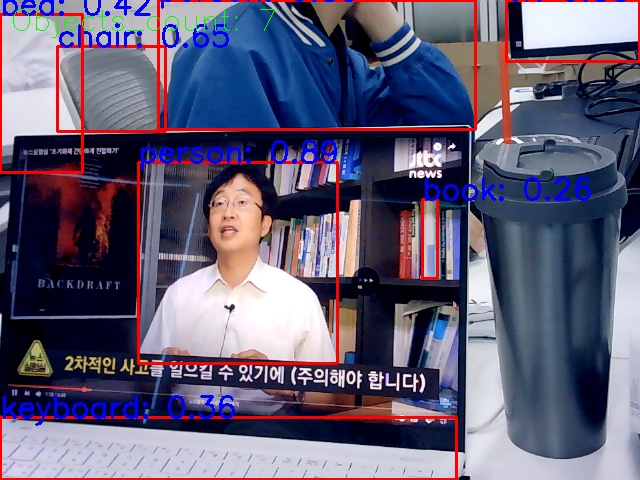 bed: 0.42
Objects count: 7
chair: 0.65
person: 0.89
book: 0.26
jtbc
news
BACKDRAFT
뉴스
2차적인 사고를 일으킬 수 있기에 (주의해야 합니다)
keyboard: 0.36